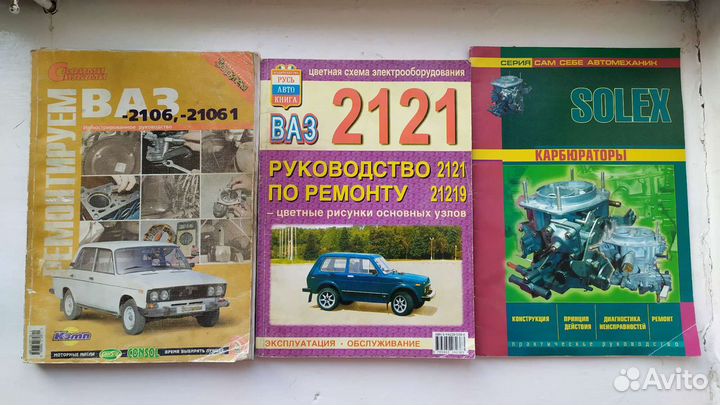 РЕМОНТИРУЕМ
ВАЗ
-2106,-21061
Иллюстрированное руководство
МОТОРНЫЕ МАСЛА
CONSOL
ВРЕМЯ ВЫБИРАТЬ ЛУЧШЕЕ
РУСЬ
АВТО
КНИГА
цветная схема электрооборудования
ВАЗ 2121
РУКОВОДСТВО 2121
ПО РЕМОНТУ 21219
– цветные рисунки основных узлов
ЭКСПЛУАТАЦИЯ · ОБСЛУЖИВАНИЕ
СЕРИЯ САМ СЕБЕ АВТОМЕХАНИК
SOLEX
КАРБЮРАТОРЫ
КОНСТРУКЦИЯ
ПРИНЦИП ДЕЙСТВИЯ
ДИАГНОСТИКА НЕИСПРАВНОСТЕЙ
РЕМОНТ
практическое руководство
Avito